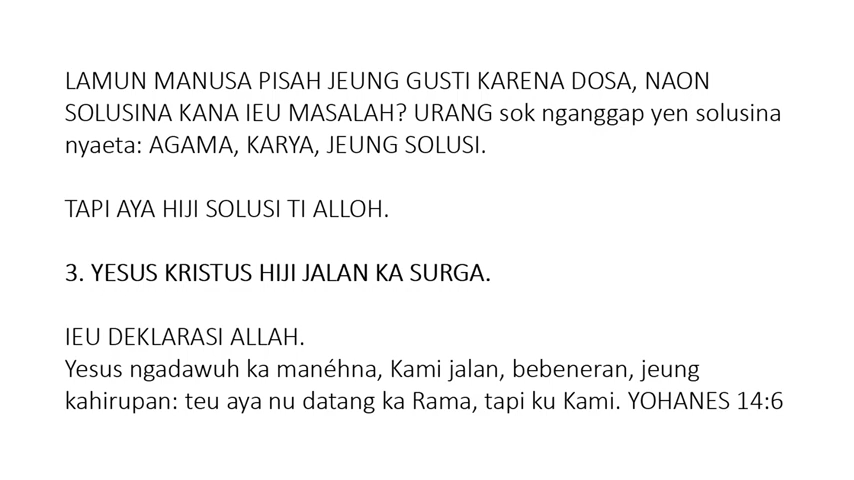 LAMUN MANUSA PISAH JEUNG GUSTI KARENA DOSA, NAON
SOLUSINA KANA IEU MASALAH? URANG sok nganggap yen solusina
nyaeta: AGAMA, KARYA, JEUNG SOLUSI.
TAPI AYA HIJI SOLUSI TI ALLOH.
3. YESUS KRISTUS HIJI JALAN KA SURGA.
IEU DEKLARASI ALLAH.
Yesus ngadawuh ka manéhna, Kami jalan, bebeneran, jeung
kahirupan: teu aya nu datang ka Rama, tapi ku Kami. YOHANES 14:6